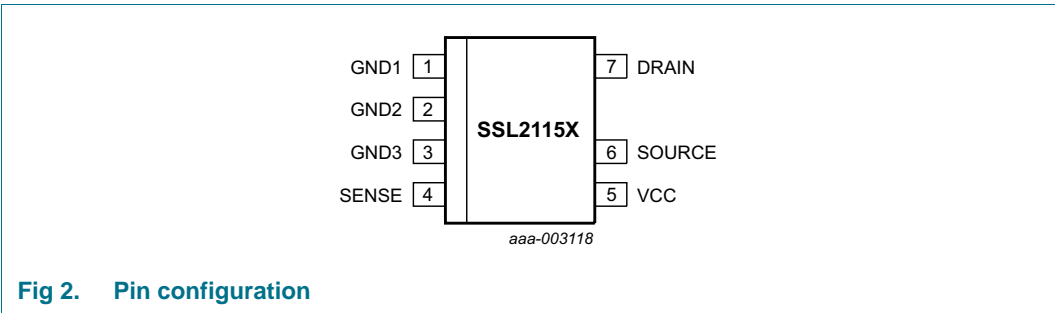 GND1 1 7 DRAIN
GND2 2
SSL2115X
GND3 3 6 SOURCE
SENSE 4 5 VCC
aaa-003118
Fig 2. Pin configuration